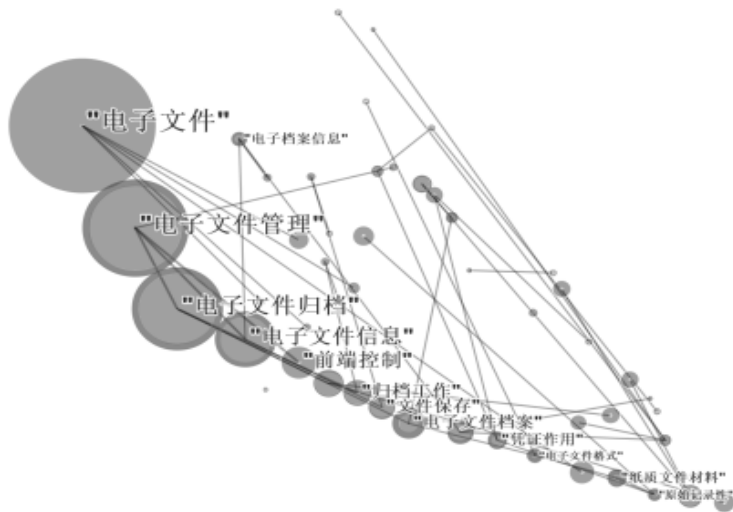 "电子文件"
"电子档案信息"
"电子文件管理"
"电子文件归档"
"电子文件信息"
"前端控制"
"归档工作"
"文件保存"
"电子文件档案"
"凭证作用"
"电子文件格式"
"纸质文件材料"
"原始记录性"